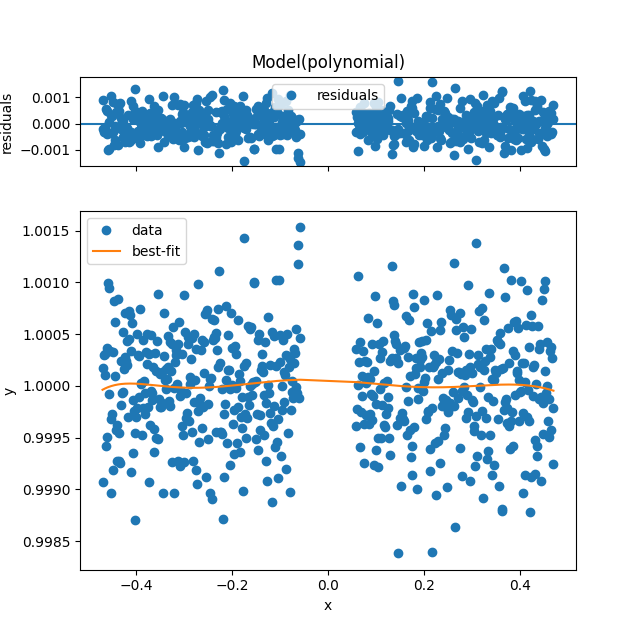 Model(polynomial)
residuals
0.001
0.000
−0.001
residuals
data
best-fit
1.0015
1.0010
1.0005
1.0000
0.9995
0.9990
0.9985
y
−0.4
−0.2
0.0
0.2
0.4
x